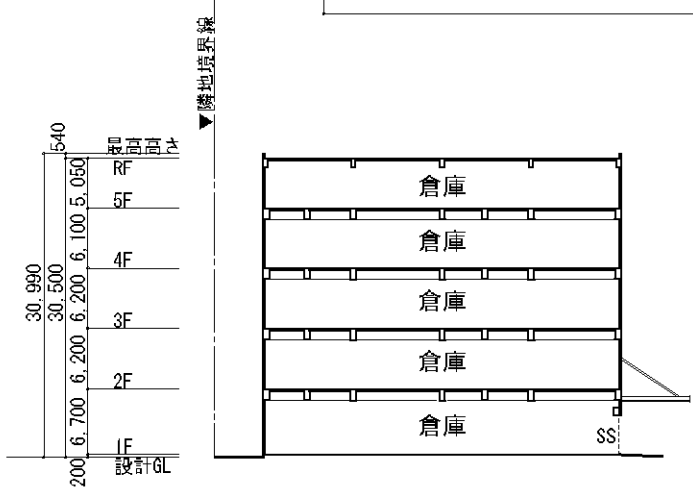 ▼隣地境界線
540
最高高さ
RF
5,050
5F
6,100
4F
6,200
3F
6,200
2F
6,700
1F
設計GL
200
30,990
30,500
倉庫
倉庫
倉庫
倉庫
倉庫
SS